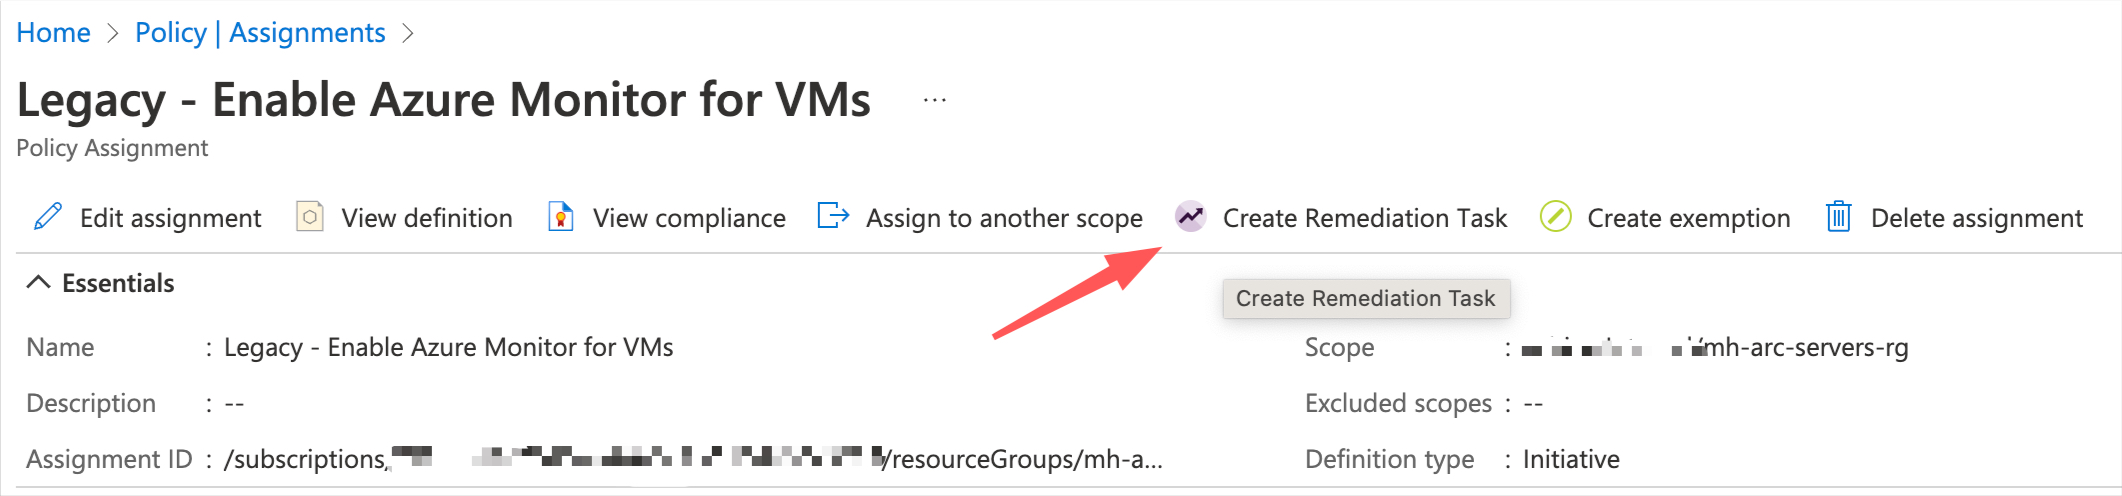 Home > Policy | Assignments >
Legacy - Enable Azure Monitor for VMs ...
Policy Assignment
Edit assignment View definition View compliance Assign to another scope Create Remediation Task Create exemption Delete assignment
Essentials
Create Remediation Task
Name : Legacy - Enable Azure Monitor for VMs
Scope : /mh-arc-servers-rg
Description : --
Excluded scopes : --
Assignment ID : /subscriptions /resourceGroups/mh-a...
Definition type : Initiative